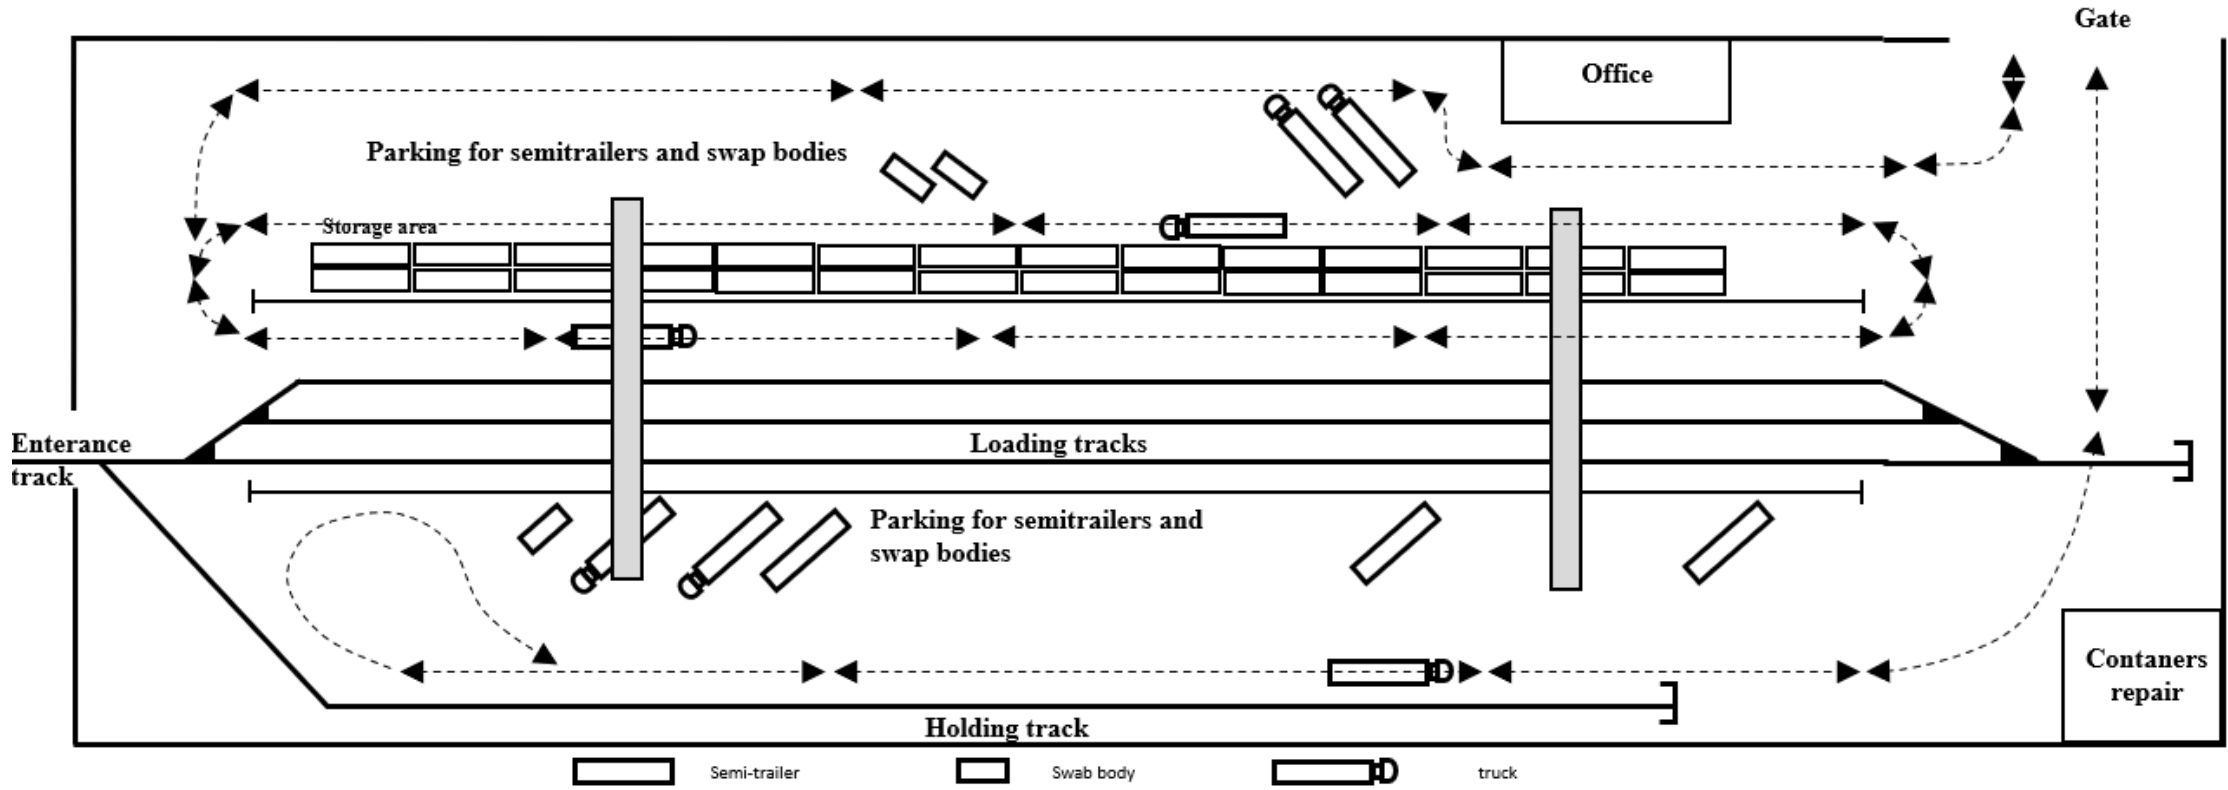 Gate
Office
Parking for semitrailers and swap bodies
Storage area
Enterance
track
Loading tracks
Parking for semitrailers and
swap bodies
Contaners
repair
Holding track
Semi-trailer
Swab body
truck